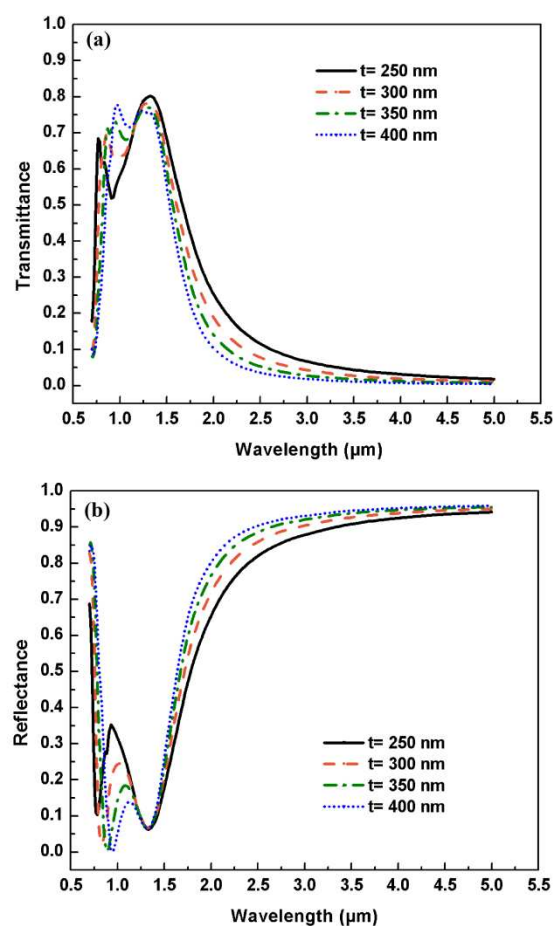 (a)
t= 250 nm
t= 300 nm
t= 350 nm
t= 400 nm
1.0
0.9
0.8
0.7
0.6
0.5
0.4
0.3
0.2
0.1
0.0
Transmittance
0.5 1.0 1.5 2.0 2.5 3.0 3.5 4.0 4.5 5.0 5.5
Wavelength (μm)
(b)
1.0
0.9
0.8
0.7
0.6
0.5
0.4
0.3
0.2
0.1
0.0
Reflectance
t= 250 nm
t= 300 nm
t= 350 nm
t= 400 nm
0.5 1.0 1.5 2.0 2.5 3.0 3.5 4.0 4.5 5.0 5.5
Wavelength (μm)